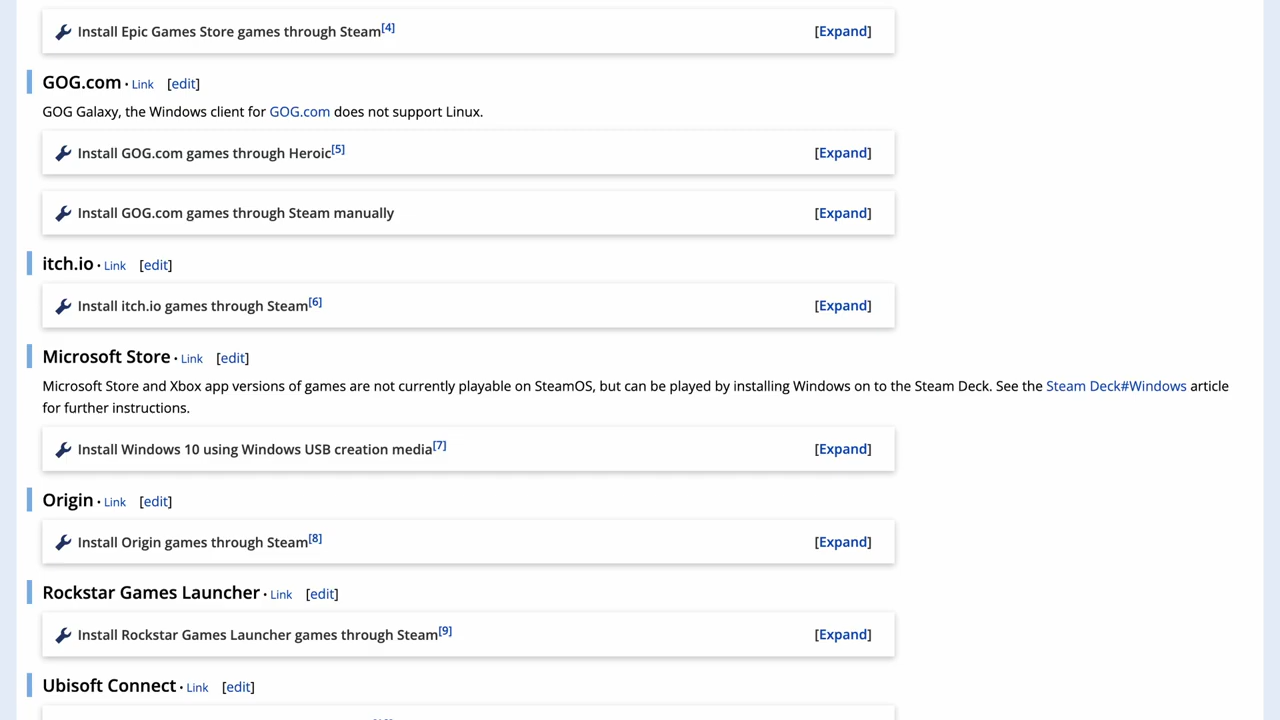 Install Epic Games Store games through Steam[4] [Expand]
GOG.com · Link [edit]
GOG Galaxy, the Windows client for GOG.com does not support Linux.
Install GOG.com games through Heroic[5] [Expand]
Install GOG.com games through Steam manually [Expand]
itch.io · Link [edit]
Install itch.io games through Steam[6] [Expand]
Microsoft Store · Link [edit]
Microsoft Store and Xbox app versions of games are not currently playable on SteamOS, but can be played by installing Windows on to the Steam Deck. See the Steam Deck#Windows article
for further instructions.
Install Windows 10 using Windows USB creation media[7] [Expand]
Origin · Link [edit]
Install Origin games through Steam[8] [Expand]
Rockstar Games Launcher · Link [edit]
Install Rockstar Games Launcher games through Steam[9] [Expand]
Ubisoft Connect · Link [edit]